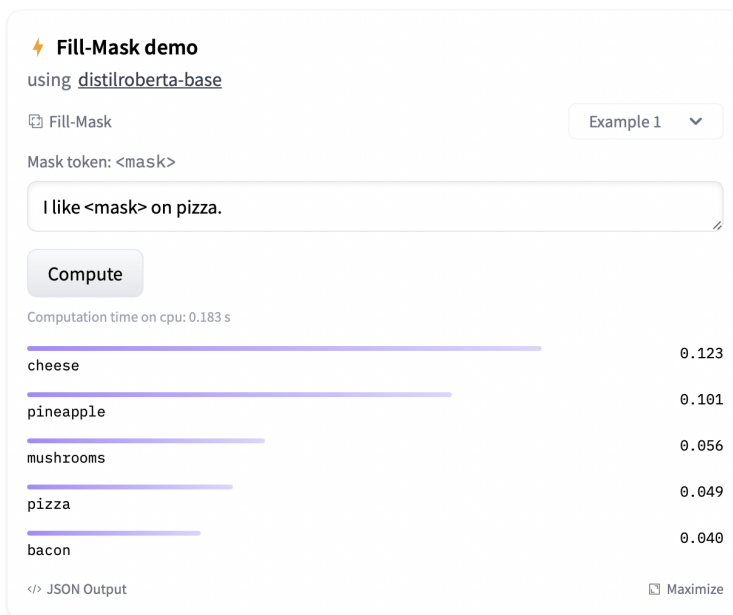 Fill-Mask demo
using distilroberta-base
Fill-Mask
Example 1
Mask token: <mask>
I like <mask> on pizza.
Compute
Computation time on cpu: 0.183 s
cheese 0.123
pineapple 0.101
mushrooms 0.056
pizza 0.049
bacon 0.040
</> JSON Output
Maximize